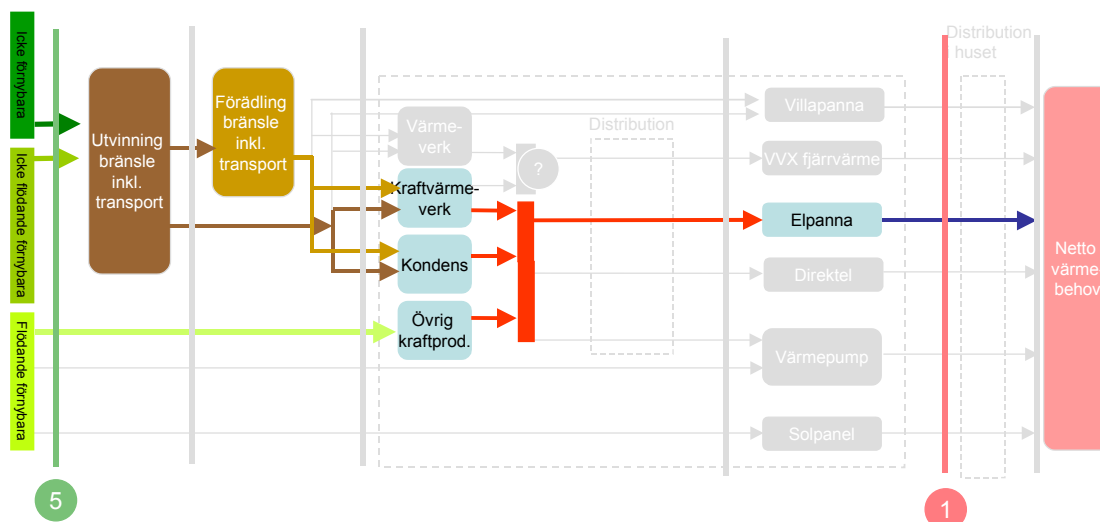 Icke förnybara
Icke flödande förnybara
Flödande förnybara
Utvinning
bränsle
inkl.
transport
Förädling
bränsle
inkl.
transport
Värme-
verk
Kraftvärme-
verk
Kondens
Övrig
kraftprod.
?
Distribution
Villapanna
VVX fjärrvärme
Elpanna
Direktel
Värmepump
Solpanel
Distribution
huset
Netto
värme-
behov
5
1